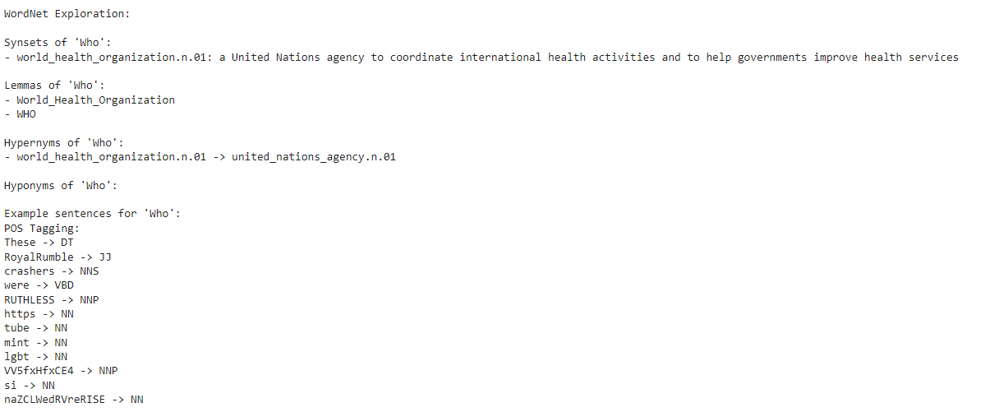 WordNet Exploration:
Synsets of 'Who':
- world_health_organization.n.01: a United Nations agency to coordinate international health activities and to help governments improve health services
Lemmas of 'Who':
- World_Health_Organization
- WHO
Hypernyms of 'Who':
- world_health_organization.n.01 -> united_nations_agency.n.01
Hyponyms of 'Who':
Example sentences for 'Who':
POS Tagging:
These -> DT
RoyalRumble -> JJ
crashers -> NNS
were -> VBD
RUTHLESS -> NNP
https -> NN
tube -> NN
mint -> NN
lgbt -> NN
VV5fxHfxCE4 -> NNP
si -> NN
naZCLWedRVreRISE -> NN